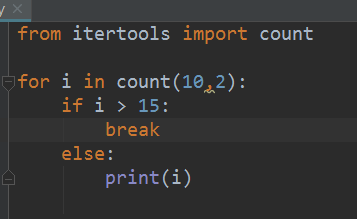 y ×
from itertools import count
for i in count(10,2):
    if i > 15:
        break
    else:
        print(i)